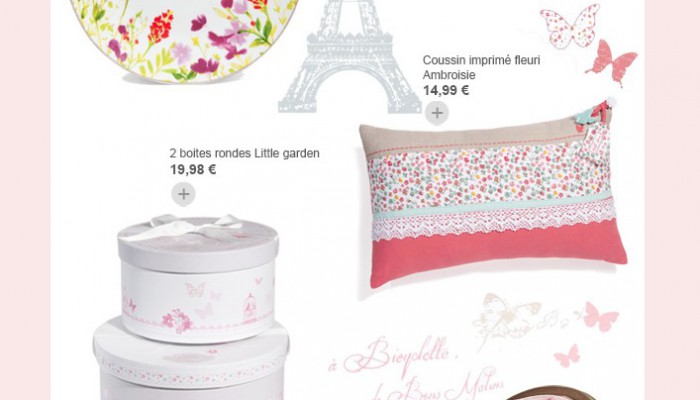 Coussin imprimé fleuri
Ambroisie
14,99 €
2 boites rondes Little garden
19,98 €
à Bicyclette,